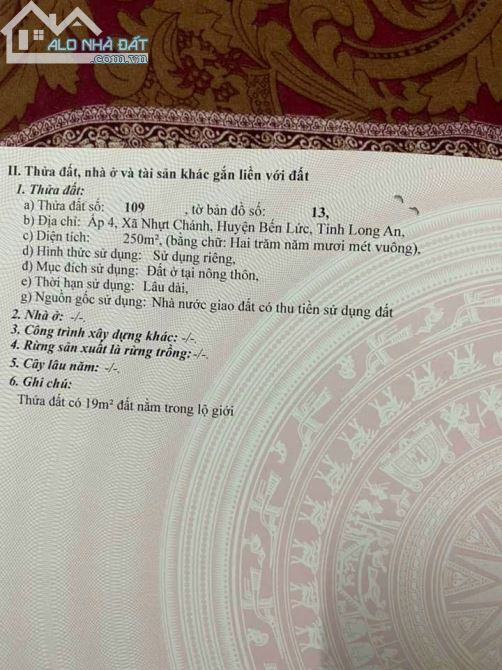 ALO NHÀ ĐẤT
.com.vn
II. Thửa đất, nhà ở và tài sản khác gắn liền với đất
1. Thửa đất:
a) Thửa đất số: 109 , tờ bản đồ số: 13,
b) Địa chỉ: Ấp 4, Xã Nhựt Chánh, Huyện Bến Lức, Tỉnh Long An,
c) Diện tích: 250m², (bằng chữ: Hai trăm năm mươi mét vuông),
d) Hình thức sử dụng: Sử dụng riêng,
đ) Mục đích sử dụng: Đất ở tại nông thôn,
e) Thời hạn sử dụng: Lâu dài,
g) Nguồn gốc sử dụng: Nhà nước giao đất có thu tiền sử dụng đất
2. Nhà ở: -/-.
3. Công trình xây dựng khác: -/-.
4. Rừng sản xuất là rừng trồng: -/-.
5. Cây lâu năm: -/-.
6. Ghi chú:
Thửa đất có 19m² đất nằm trong lộ giới